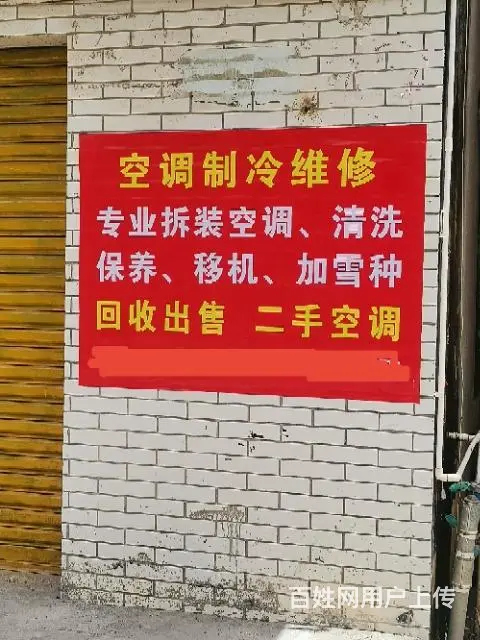 空调制冷维修
专业拆装空调、清洗
保养、移机、加雪种
回收出售 二手空调
百姓网用户上传